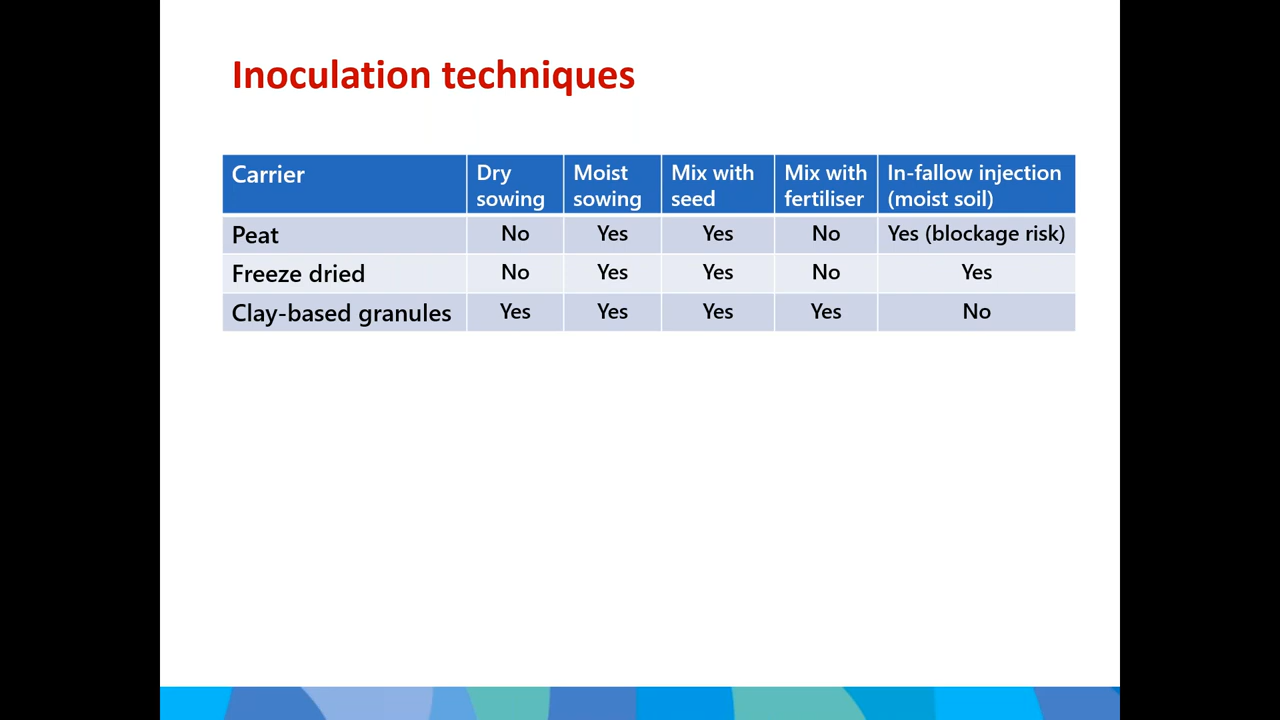 Inoculation techniques
Carrier Dry sowing Moist sowing Mix with seed Mix with fertiliser In-fallow injection (moist soil)
Peat No Yes Yes No Yes (blockage risk)
Freeze dried No Yes Yes No Yes
Clay-based granules Yes Yes Yes Yes No